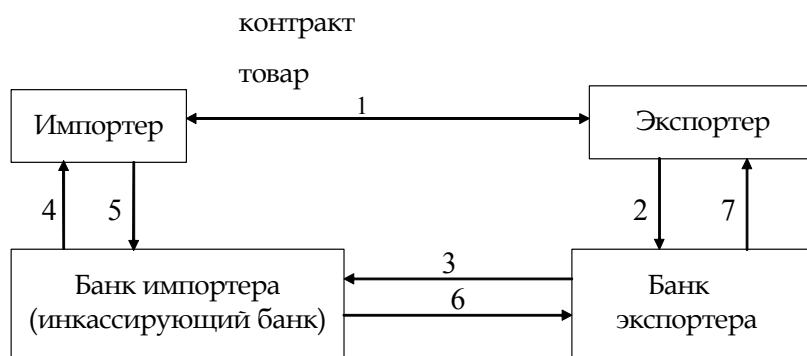 контракт
товар
1
Импортер
Экспортер
4
5
2
7
3
6
Банк импортера
(инкассирующий банк)
Банк
экспортера